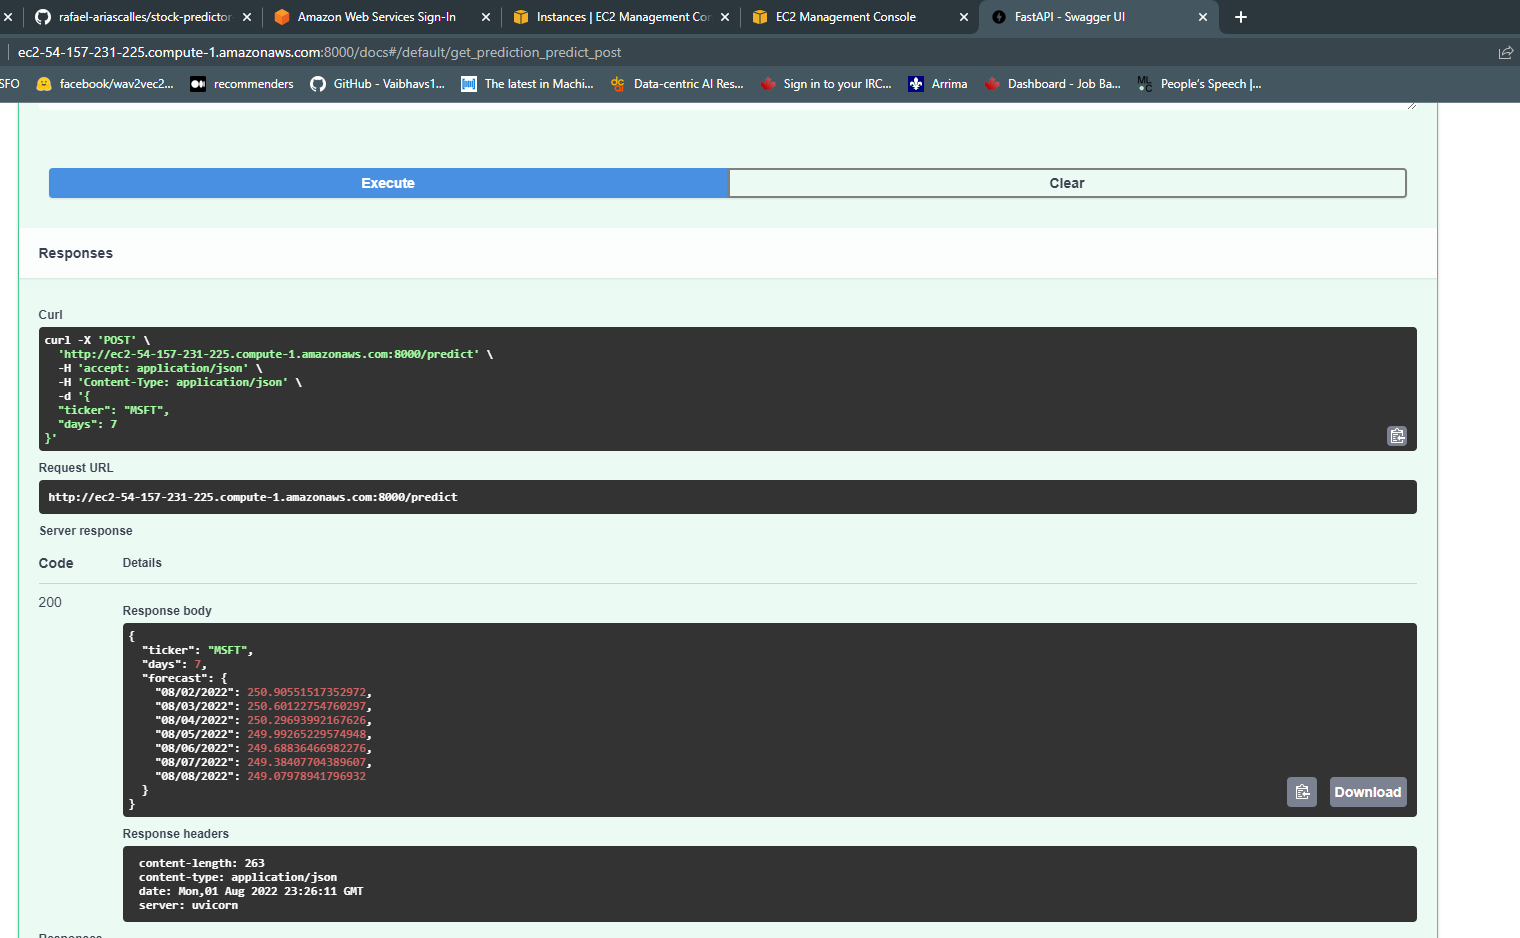 rafael-ariascalles/stock-predictor
Amazon Web Services Sign-In
Instances | EC2 Management Cor
EC2 Management Console
FastAPI - Swagger UI
ec2-54-157-231-225.compute-1.amazonaws.com:8000/docs#/default/get_prediction_predict_post
SFO
facebook/wav2vec2...
recommenders
GitHub - Vaibhavs1...
The latest in Machi...
Data-centric AI Res...
Sign in to your IRC...
Arrima
Dashboard - Job Ba...
People's Speech |...
Execute
Clear
Responses
Curl
curl -X 'POST' \
'http://ec2-54-157-231-225.compute-1.amazonaws.com:8000/predict' \
-H 'accept: application/json' \
-H 'Content-Type: application/json' \
-d '{
"ticker": "MSFT",
"days": 7
}'
Request URL
http://ec2-54-157-231-225.compute-1.amazonaws.com:8000/predict
Server response
Code
Details
200
Response body
{
"ticker": "MSFT",
"days": 7,
"forecast": {
"08/02/2022": 250.90551517352972,
"08/03/2022": 250.60122754760297,
"08/04/2022": 250.29693992167626,
"08/05/2022": 249.99265229574948,
"08/06/2022": 249.68836466982276,
"08/07/2022": 249.38407704389607,
"08/08/2022": 249.07978941796932
}
}
Download
Response headers
content-length: 263
content-type: application/json
date: Mon,01 Aug 2022 23:26:11 GMT
server: uvicorn
Responses